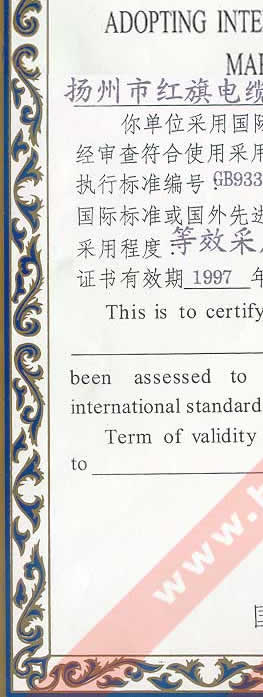 ADOPTING INTE
MA
扬州市红旗电缆
你单位采用国际
经审查符合使用采用
执行标准编号:GB933
国际标准或国外先进
采用程度:等效采
证书有效期 1997 年
This is to certify
been assessed to
international standard
Term of validity
to
www.h